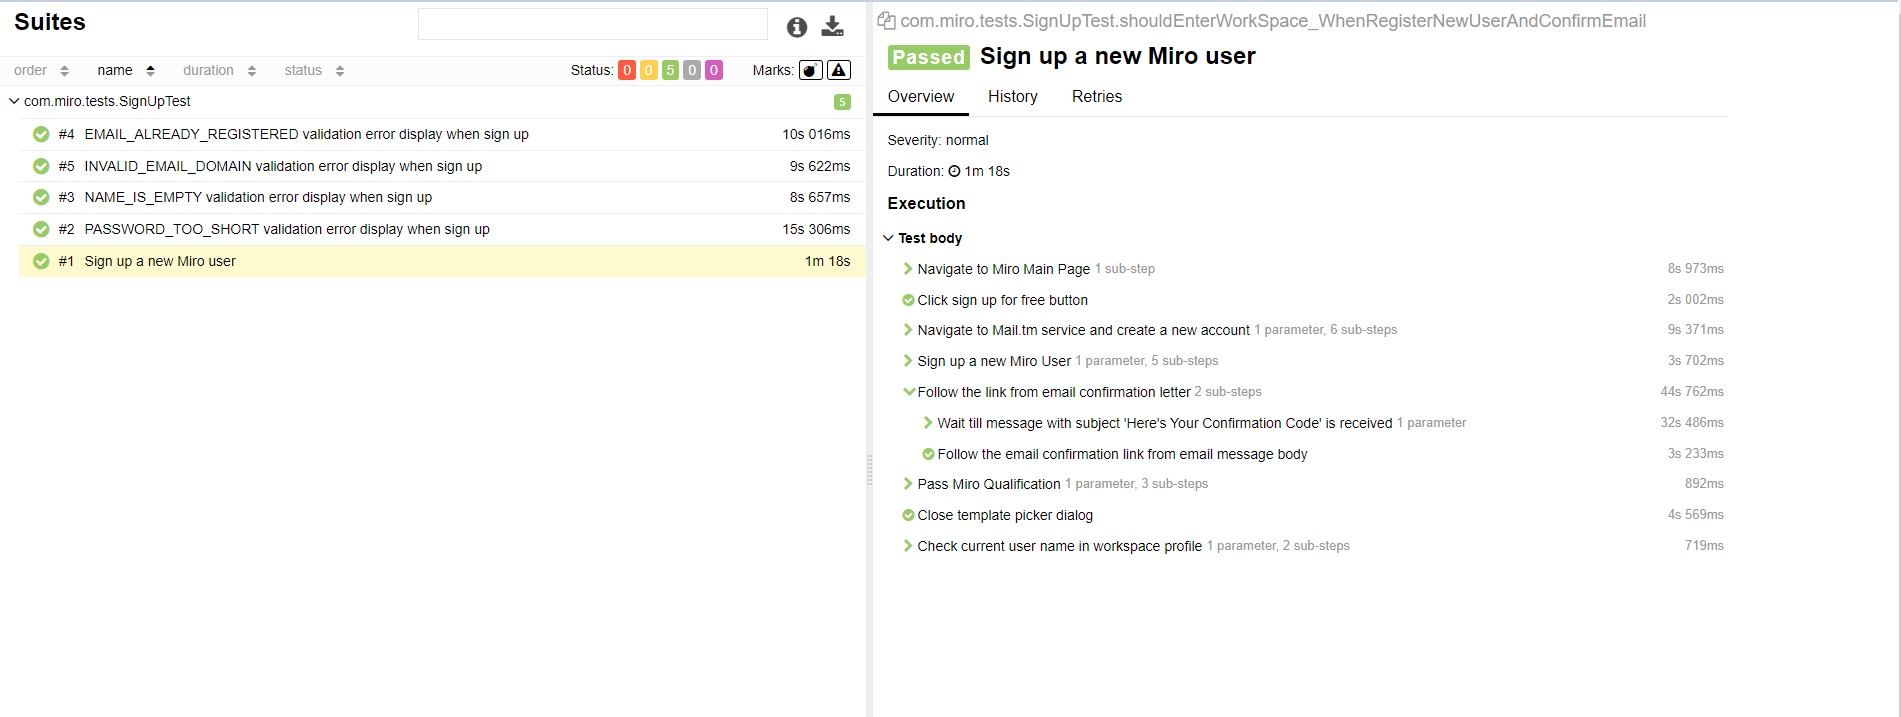 Suites
order name duration status Status: 0 0 5 0 0 Marks:
com.miro.tests.SignUpTest 5
#4 EMAIL_ALREADY_REGISTERED validation error display when sign up 10s 016ms
#5 INVALID_EMAIL_DOMAIN validation error display when sign up 9s 622ms
#3 NAME_IS_EMPTY validation error display when sign up 8s 657ms
#2 PASSWORD_TOO_SHORT validation error display when sign up 15s 306ms
#1 Sign up a new Miro user 1m 18s
com.miro.tests.SignUpTest.shouldEnterWorkSpace_WhenRegisterNewUserAndConfirmEmail
Passed Sign up a new Miro user
Overview History Retries
Severity: normal
Duration: 1m 18s
Execution
Test body
Navigate to Miro Main Page 1 sub-step 8s 973ms
Click sign up for free button 2s 002ms
Navigate to Mail.tm service and create a new account 1 parameter, 6 sub-steps 9s 371ms
Sign up a new Miro User 1 parameter, 5 sub-steps 3s 702ms
Follow the link from email confirmation letter 2 sub-steps 44s 762ms
Wait till message with subject 'Here's Your Confirmation Code' is received 1 parameter 32s 486ms
Follow the email confirmation link from email message body 3s 233ms
Pass Miro Qualification 1 parameter, 3 sub-steps 892ms
Close template picker dialog 4s 569ms
Check current user name in workspace profile 1 parameter, 2 sub-steps 719ms